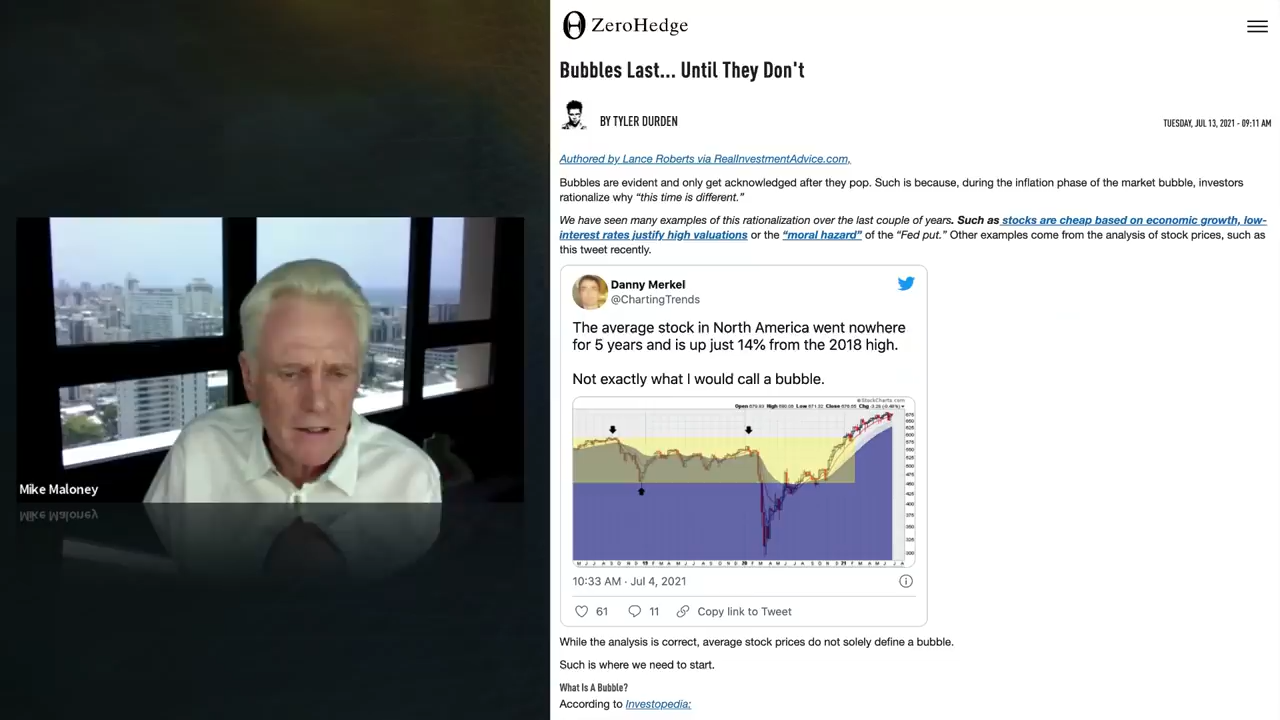 ZeroHedge
Bubbles Last... Until They Don't
BY TYLER DURDEN
TUESDAY, JUL 13, 2021 - 09:11 AM
Authored by Lance Roberts via RealInvestmentAdvice.com,
Bubbles are evident and only get acknowledged after they pop. Such is because, during the inflation phase of the market bubble, investors
rationalize why “this time is different.”
We have seen many examples of this rationalization over the last couple of years. Such as stocks are cheap based on economic growth, low-
interest rates justify high valuations or the “moral hazard” of the “Fed put.” Other examples come from the analysis of stock prices, such as
this tweet recently.
Danny Merkel
@ChartingTrends
The average stock in North America went nowhere
for 5 years and is up just 14% from the 2018 high.
Not exactly what I would call a bubble.
© StockCharts.com
10:33 AM · Jul 4, 2021
61 11 Copy link to Tweet
While the analysis is correct, average stock prices do not solely define a bubble.
Such is where we need to start.
What Is A Bubble?
According to Investopedia:
Mike Maloney
Mike Maloney